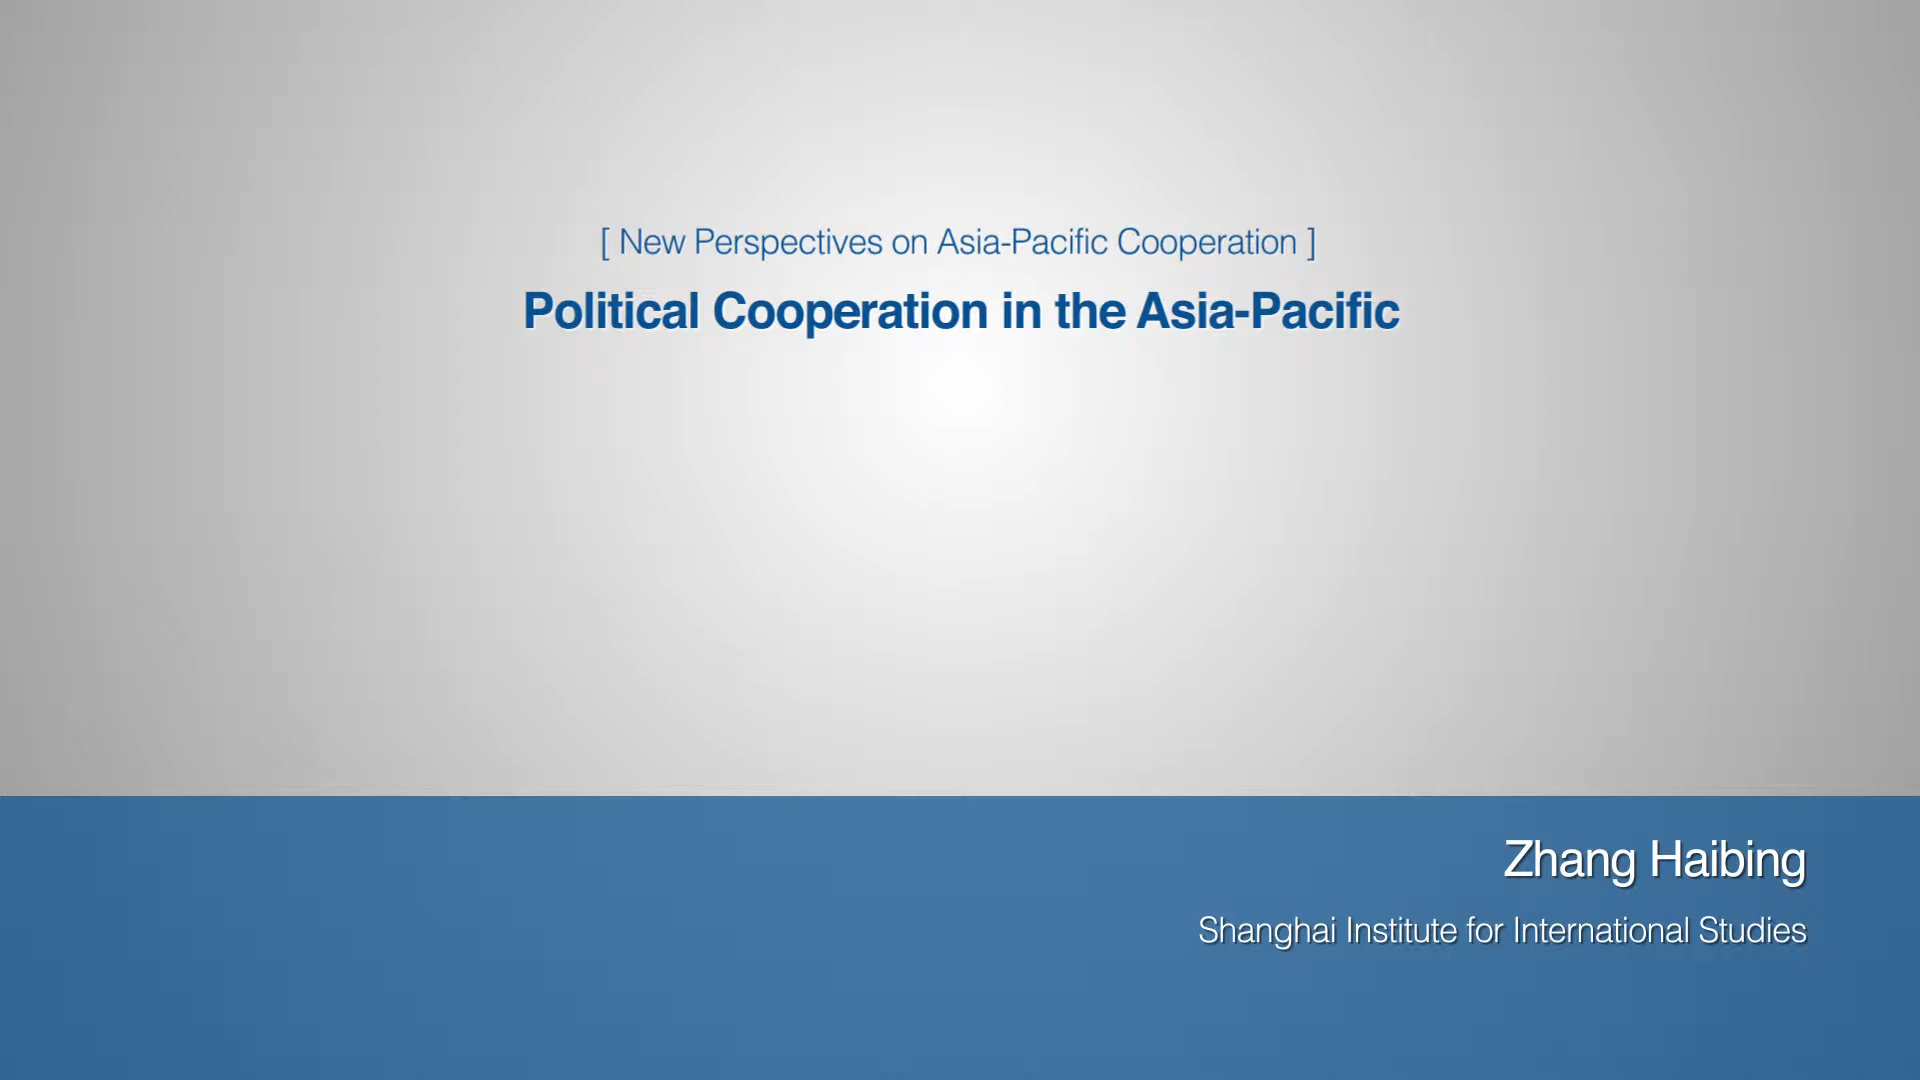 [ New Perspectives on Asia-Pacific Cooperation ]
Political Cooperation in the Asia-Pacific
Zhang Haibing
Shanghai Institute for International Studies